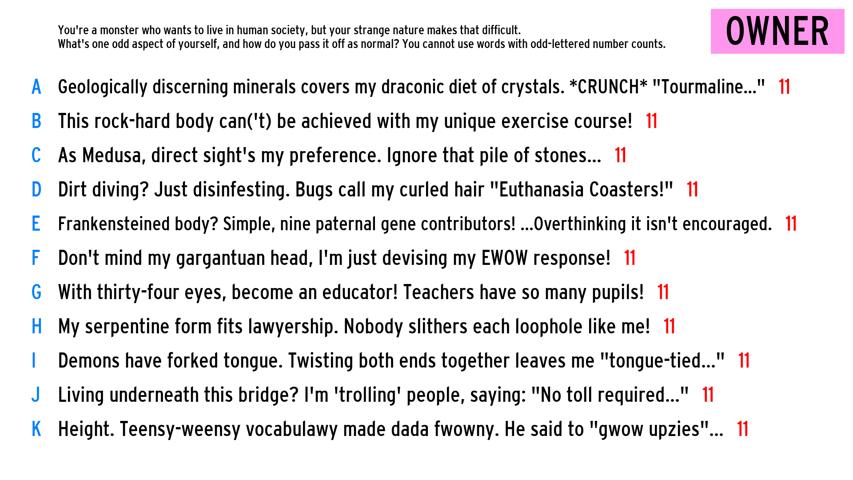 You're a monster who wants to live in human society, but your strange nature makes that difficult.
What's one odd aspect of yourself, and how do you pass it off as normal? You cannot use words with odd-lettered number counts.
OWNER
A Geologically discerning minerals covers my draconic diet of crystals. *CRUNCH* "Tourmaline..." 11
B This rock-hard body can('t) be achieved with my unique exercise course! 11
C As Medusa, direct sight's my preference. Ignore that pile of stones... 11
D Dirt diving? Just disinfesting. Bugs call my curled hair "Euthanasia Coasters!" 11
E Frankensteined body? Simple, nine paternal gene contributors! ...Overthinking it isn't encouraged. 11
F Don't mind my gargantuan head, I'm just devising my EWOW response! 11
G With thirty-four eyes, become an educator! Teachers have so many pupils! 11
H My serpentine form fits lawyership. Nobody slithers each loophole like me! 11
I Demons have forked tongue. Twisting both ends together leaves me "tongue-tied..." 11
J Living underneath this bridge? I'm 'trolling' people, saying: "No toll required..." 11
K Height. Teensy-weensy vocabulawy made dada fwowny. He said to "gwow upzies"... 11